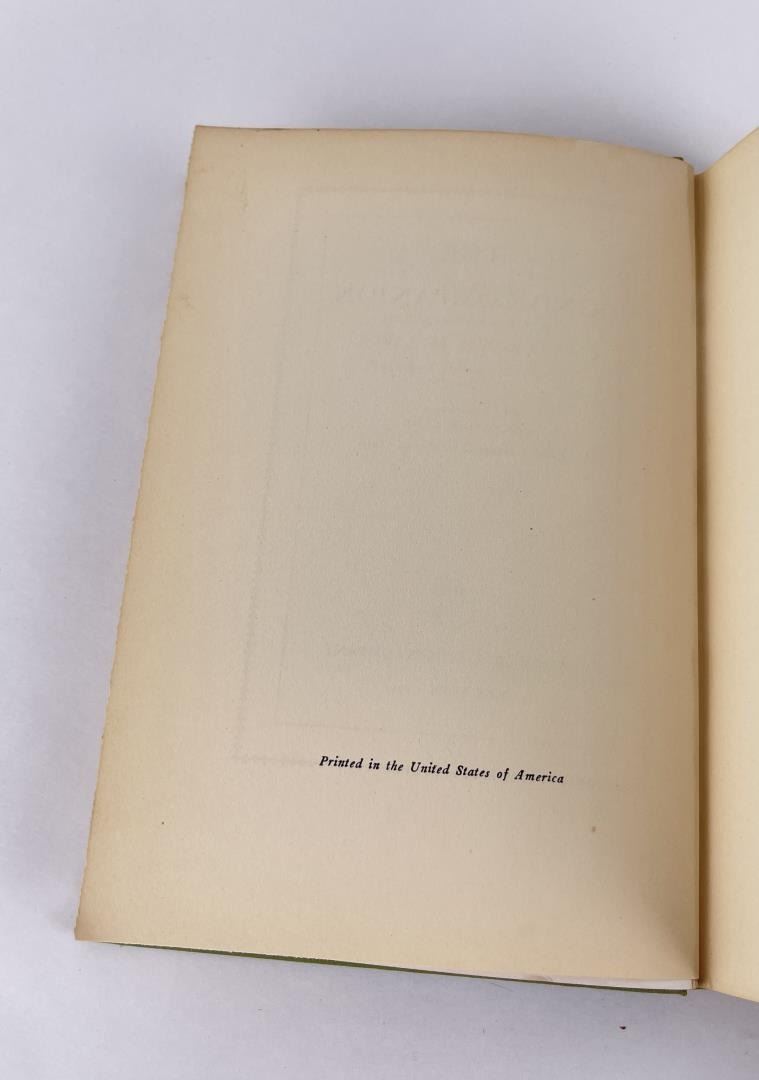 Printed in the United States of America